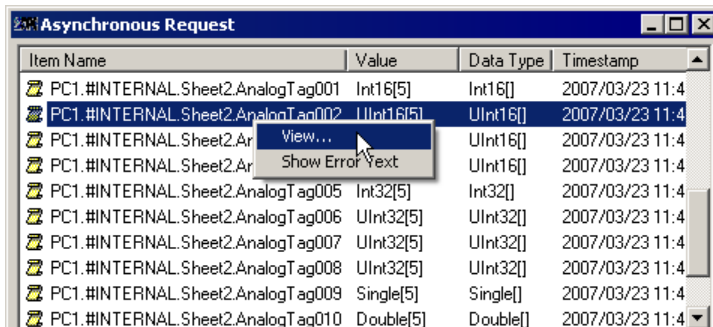 Asynchronous Request
Item Name Value Data Type Timestamp
PC1.#INTERNAL.Sheet2.AnalogTag001 Int16[5] Int16[] 2007/03/23 11:4
PC1.#INTERNAL.Sheet2.AnalogTag002 UInt16[5] UInt16[] 2007/03/23 11:4
PC1.#INTERNAL.Sheet2.Ar View... UInt16[] 2007/03/23 11:4
PC1.#INTERNAL.Sheet2.Ar Show Error Text UInt16[] 2007/03/23 11:4
PC1.#INTERNAL.Sheet2.AnalogTag005 Int32[5] Int32[] 2007/03/23 11:4
PC1.#INTERNAL.Sheet2.AnalogTag006 UInt32[5] UInt32[] 2007/03/23 11:4
PC1.#INTERNAL.Sheet2.AnalogTag007 UInt32[5] UInt32[] 2007/03/23 11:4
PC1.#INTERNAL.Sheet2.AnalogTag008 UInt32[5] UInt32[] 2007/03/23 11:4
PC1.#INTERNAL.Sheet2.AnalogTag009 Single[5] Single[] 2007/03/23 11:4
PC1.#INTERNAL.Sheet2.AnalogTag010 Double[5] Double[] 2007/03/23 11:4